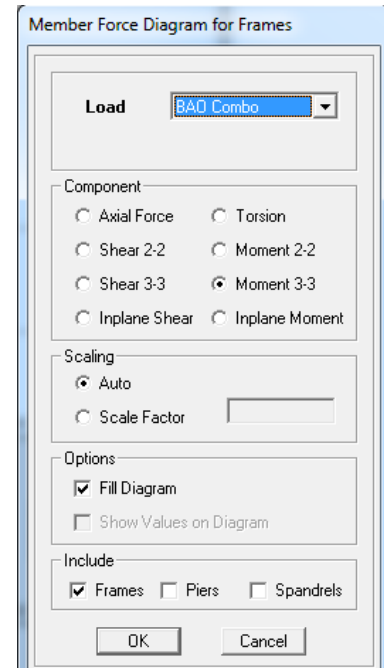 Member Force Diagram for Frames
Load BAO Combo
Component
Axial Force Torsion
Shear 2-2 Moment 2-2
Shear 3-3 Moment 3-3
Inplane Shear Inplane Moment
Scaling
Auto
Scale Factor
Options
Fill Diagram
Show Values on Diagram
Include
Frames Piers Spandrels
OK Cancel